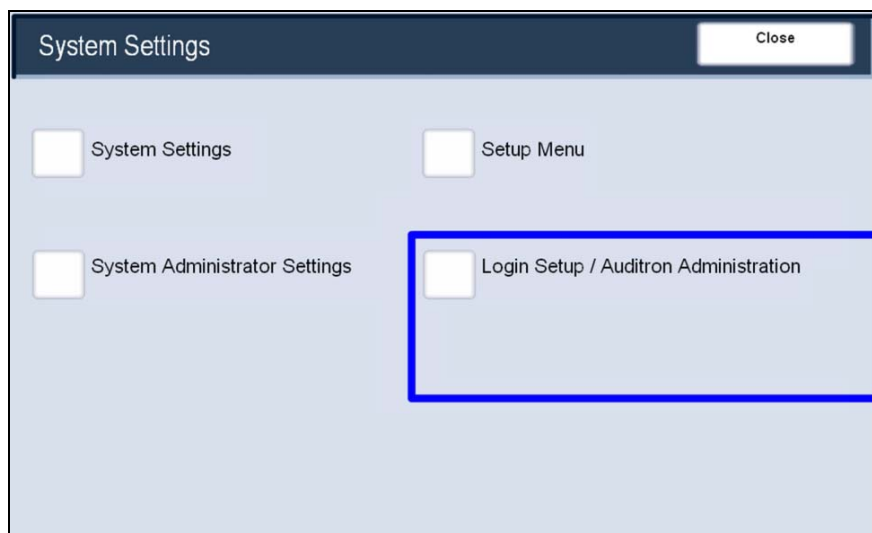 System Settings
Close
System Settings
Setup Menu
System Administrator Settings
Login Setup / Auditron Administration